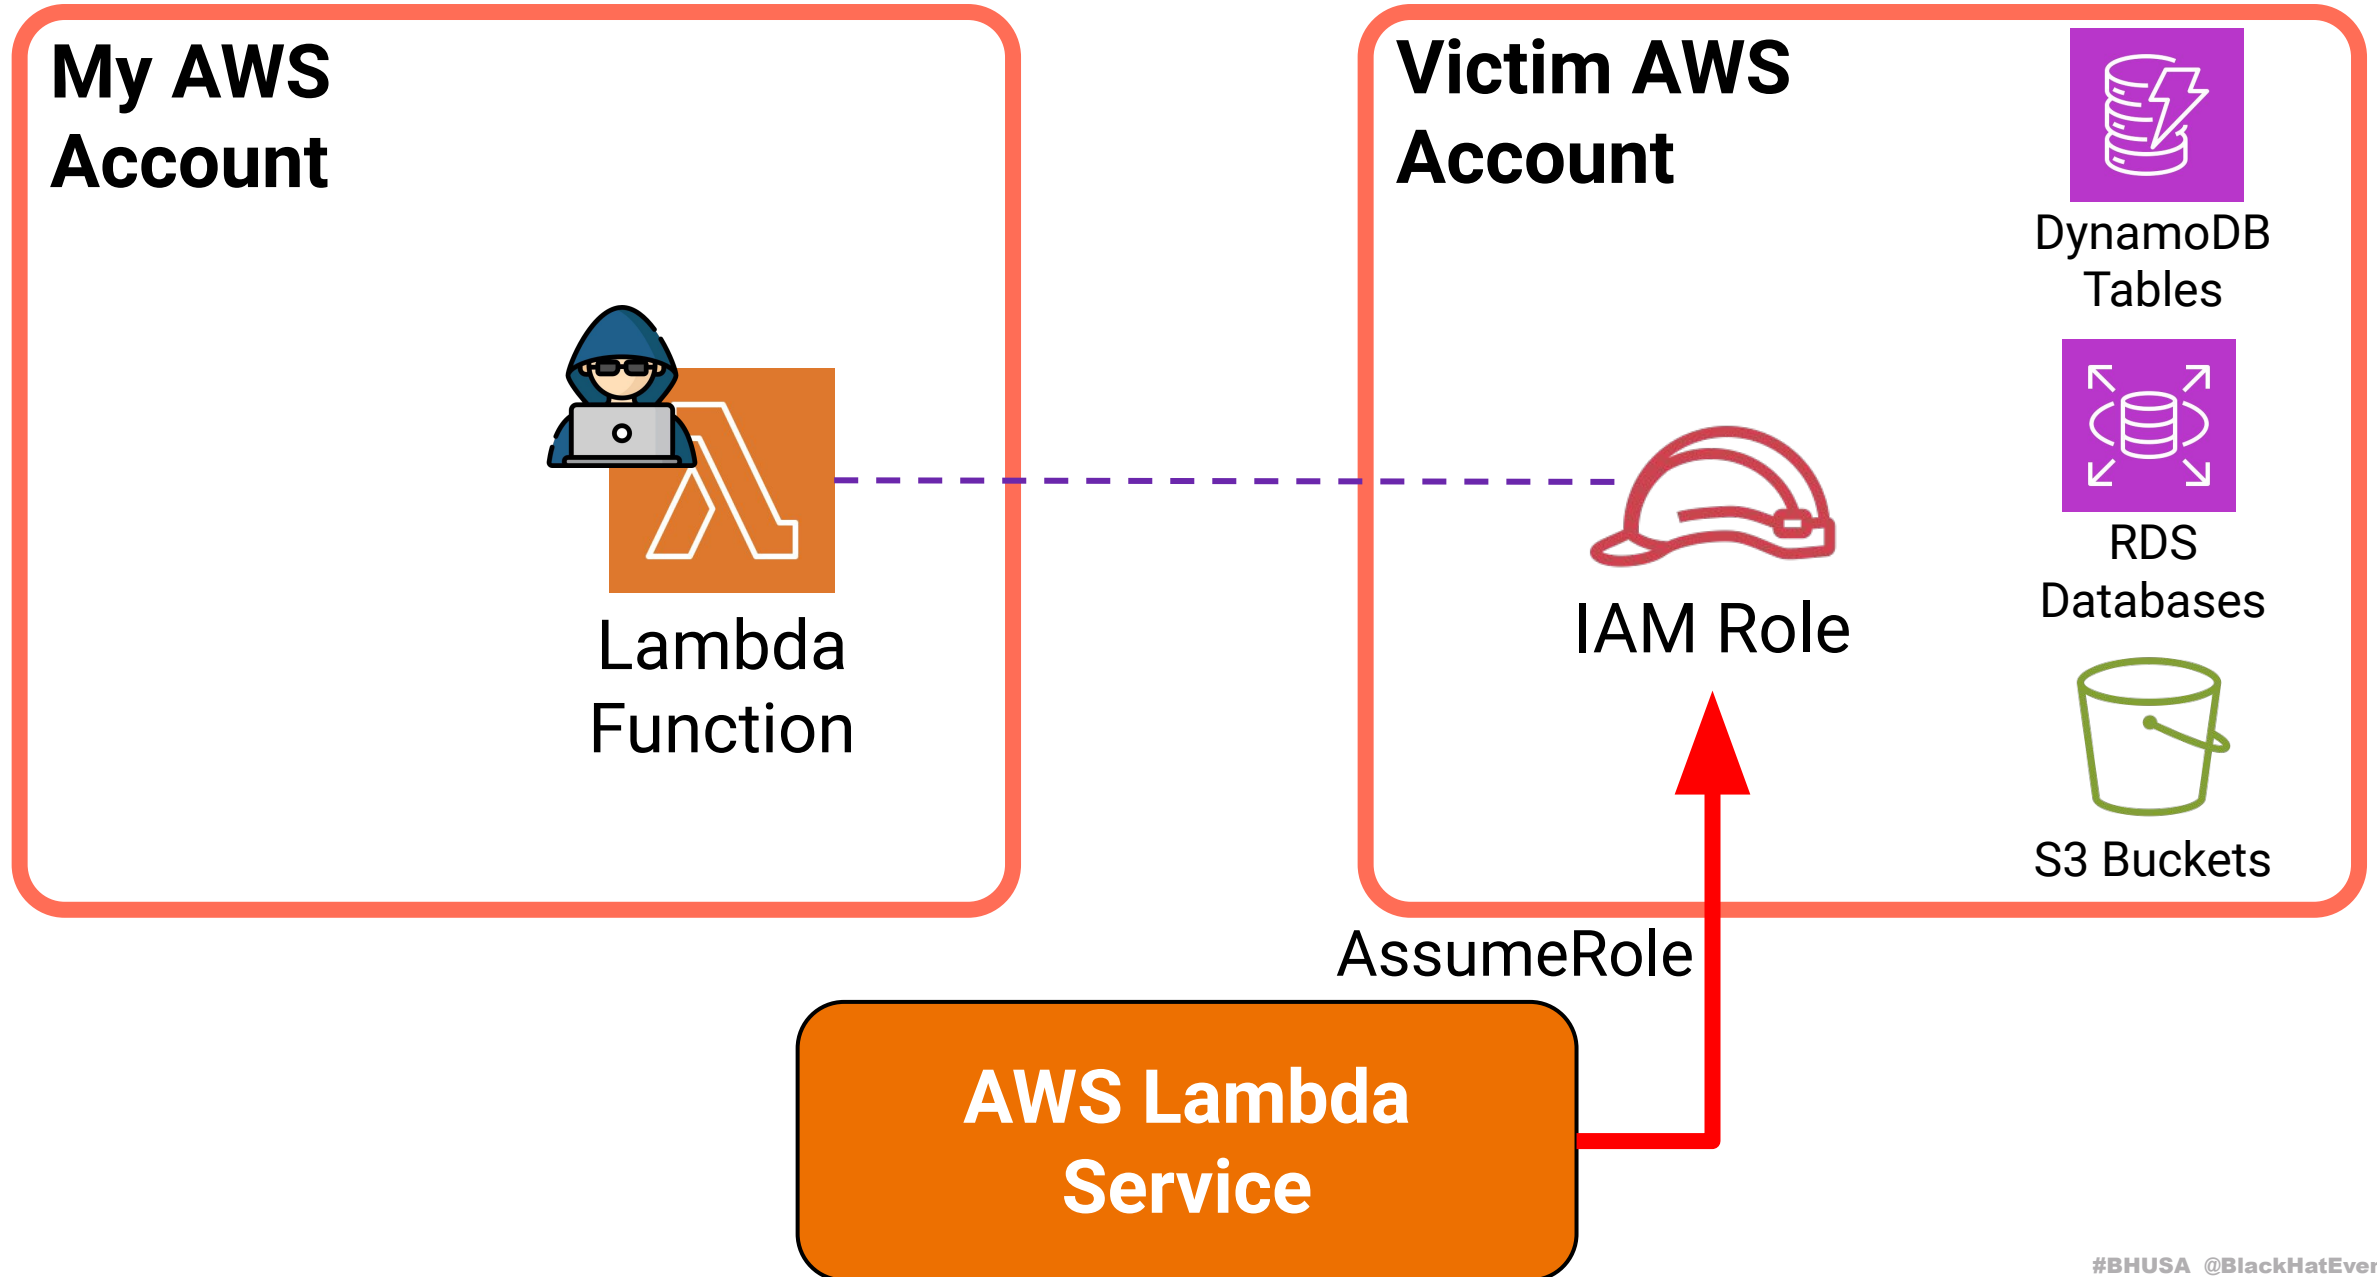 My AWS
Account
Victim AWS
Account
DynamoDB
Tables
RDS
Databases
S3 Buckets
Lambda
Function
IAM Role
AssumeRole
AWS Lambda
Service
#BHUSA @BlackHatEver